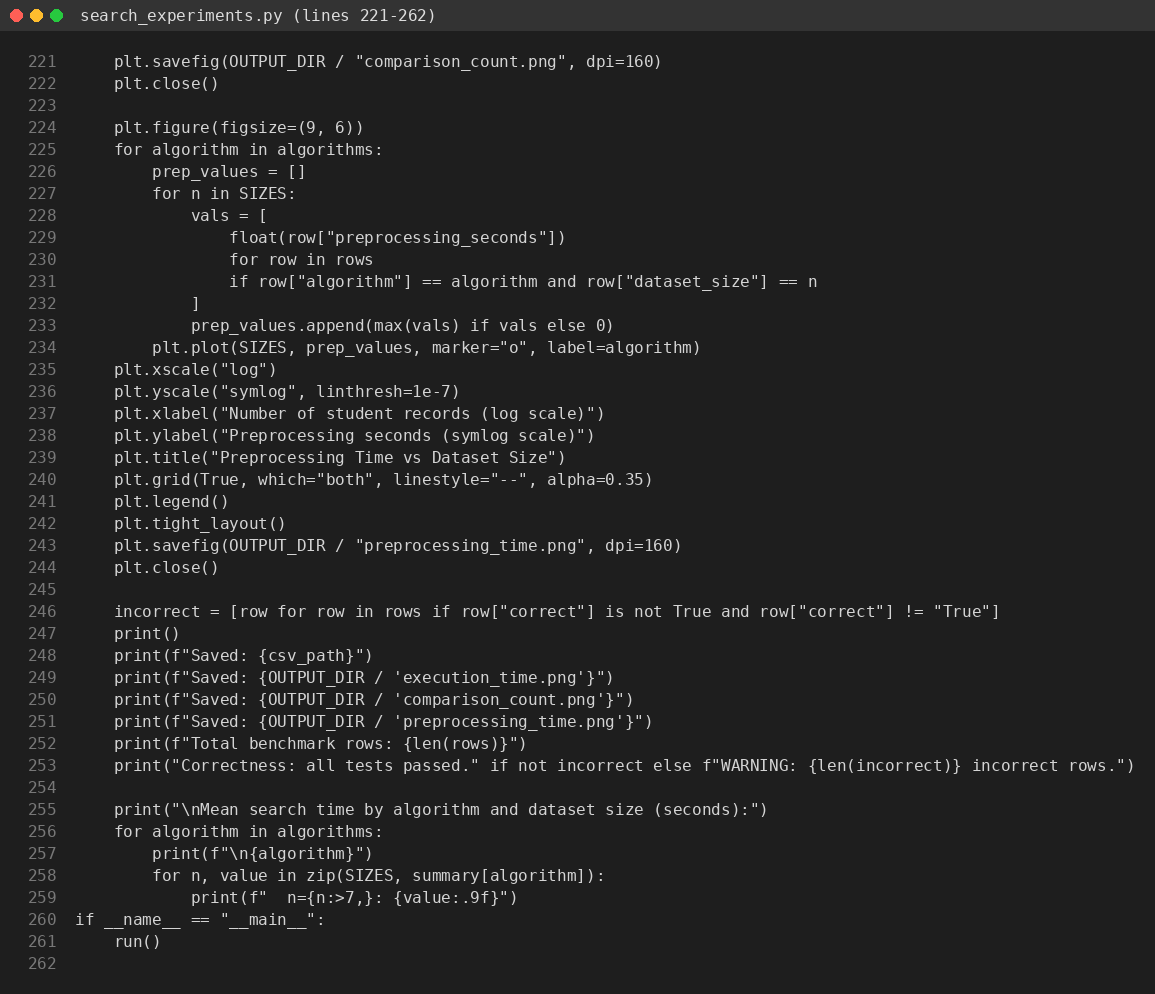 search_experiments.py (lines 221-262)
221      plt.savefig(OUTPUT_DIR / "comparison_count.png", dpi=160)
222      plt.close()
223
224      plt.figure(figsize=(9, 6))
225      for algorithm in algorithms:
226          prep_values = []
227          for n in SIZES:
228              vals = [
229                  float(row["preprocessing_seconds"])
230                  for row in rows
231                  if row["algorithm"] == algorithm and row["dataset_size"] == n
232              ]
233              prep_values.append(max(vals) if vals else 0)
234          plt.plot(SIZES, prep_values, marker="o", label=algorithm)
235      plt.xscale("log")
236      plt.yscale("symlog", linthresh=1e-7)
237      plt.xlabel("Number of student records (log scale)")
238      plt.ylabel("Preprocessing seconds (symlog scale)")
239      plt.title("Preprocessing Time vs Dataset Size")
240      plt.grid(True, which="both", linestyle="--", alpha=0.35)
241      plt.legend()
242      plt.tight_layout()
243      plt.savefig(OUTPUT_DIR / "preprocessing_time.png", dpi=160)
244      plt.close()
245
246      incorrect = [row for row in rows if row["correct"] is not True and row["correct"] != "True"]
247      print()
248      print(f"Saved: {csv_path}")
249      print(f"Saved: {OUTPUT_DIR / 'execution_time.png'}")
250      print(f"Saved: {OUTPUT_DIR / 'comparison_count.png'}")
251      print(f"Saved: {OUTPUT_DIR / 'preprocessing_time.png'}")
252      print(f"Total benchmark rows: {len(rows)}")
253      print("Correctness: all tests passed." if not incorrect else f"WARNING: {len(incorrect)} incorrect rows.")
254
255      print("\nMean search time by algorithm and dataset size (seconds):")
256      for algorithm in algorithms:
257          print(f"\n{algorithm}")
258          for n, value in zip(SIZES, summary[algorithm]):
259              print(f"  n={n:>7,}: {value:.9f}")
260  if __name__ == "__main__":
261      run()
262